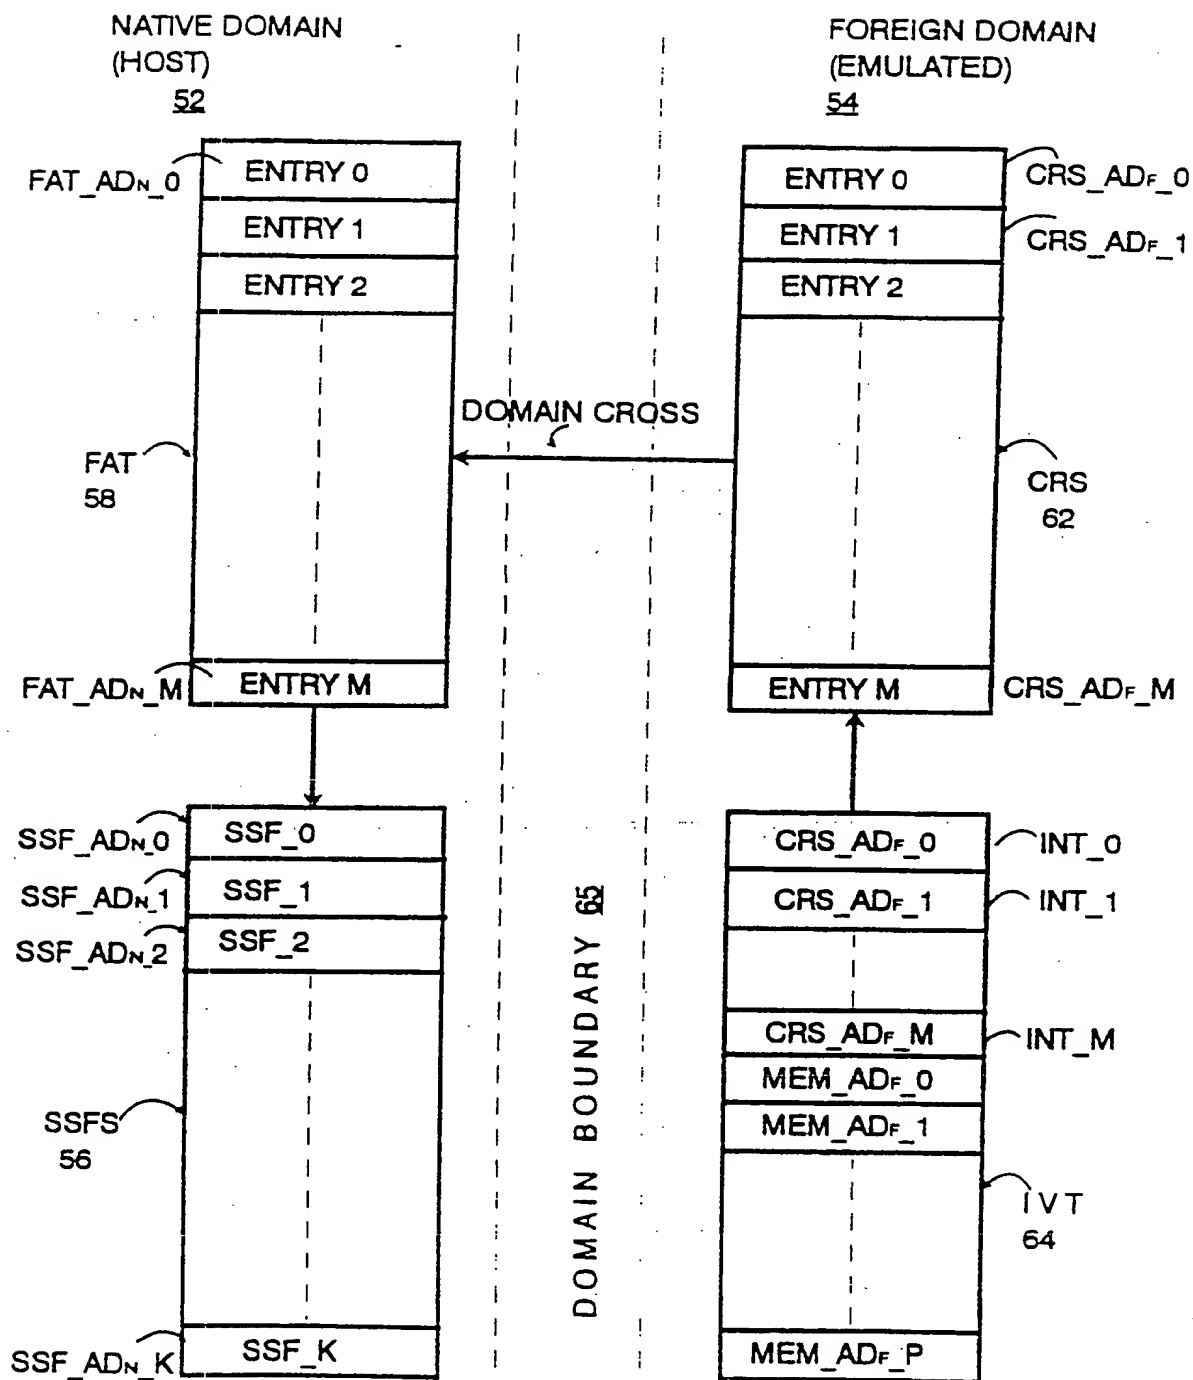 NATIVE DOMAIN
(HOST)
52
FOREIGN DOMAIN
(EMULATED)
54
FAT_ADN_0
ENTRY 0
ENTRY 1
ENTRY 2
FAT
58
FAT_ADN_M
ENTRY M
DOMAIN CROSS
ENTRY 0
CRS_ADF_0
ENTRY 1
CRS_ADF_1
ENTRY 2
CRS
62
ENTRY M
CRS_ADF_M
SSF_ADN_0
SSF_0
SSF_ADN_1
SSF_1
SSF_ADN_2
SSF_2
SSFS
56
SSF_ADN_K
SSF_K
DOMAIN BOUNDARY 65
CRS_ADF_0
INT_0
CRS_ADF_1
INT_1
CRS_ADF_M
INT_M
MEM_ADF_0
MEM_ADF_1
IVT
64
MEM_ADF_P